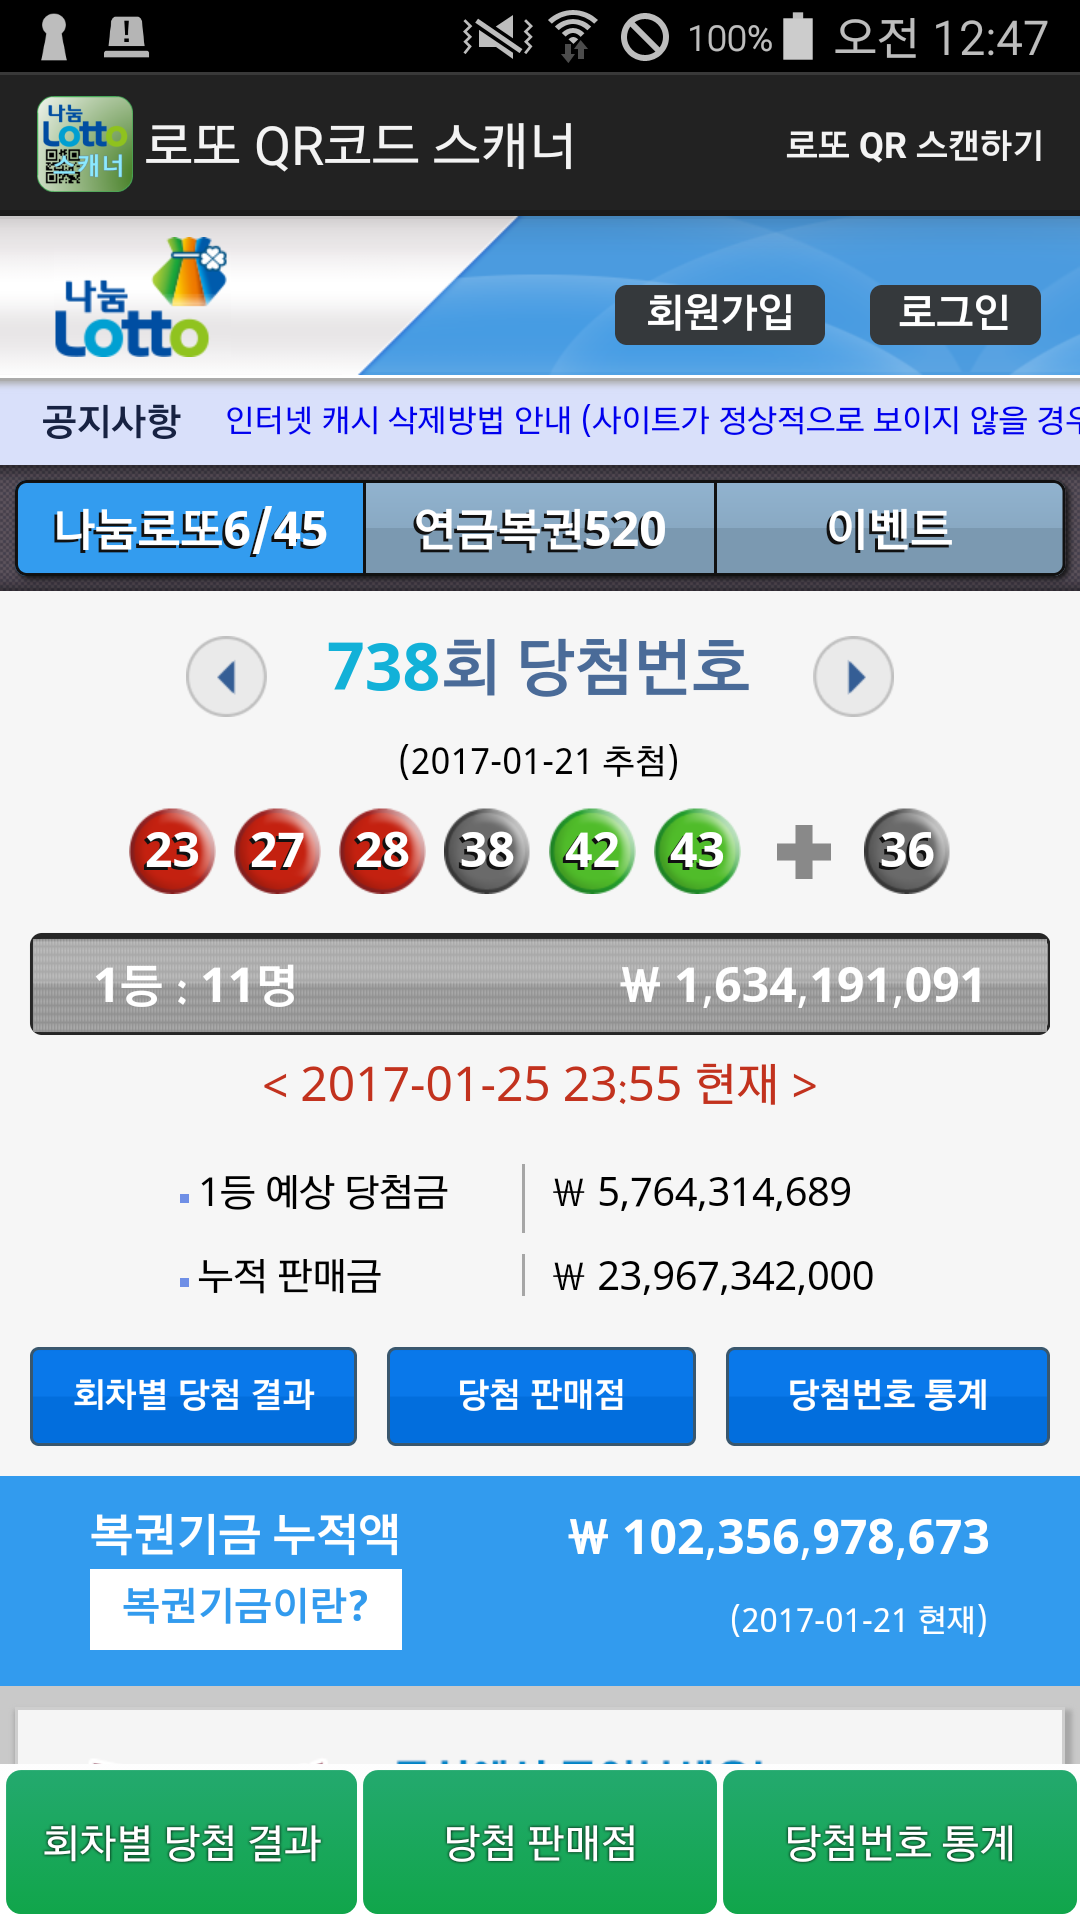 100% 오전 12:47
나눔 Lotto 스캐너 로또 QR코드 스캐너 로또 QR 스캔하기
나눔
Lotto
회원가입 로그인
공지사항 인터넷 캐시 삭제방법 안내 (사이트가 정상적으로 보이지 않을 경우
나눔로또6/45 연금복권520 이벤트
738회 당첨번호
(2017-01-21 추첨)
23 27 28 38 42 43 + 36
1등 : 11명 ₩ 1,634,191,091
< 2017-01-25 23:55 현재 >
1등 예상 당첨금 ₩ 5,764,314,689
누적 판매금 ₩ 23,967,342,000
회차별 당첨 결과 당첨 판매점 당첨번호 통계
복권기금 누적액 ₩ 102,356,978,673
복권기금이란? (2017-01-21 현재)
회차별 당첨 결과 당첨 판매점 당첨번호 통계